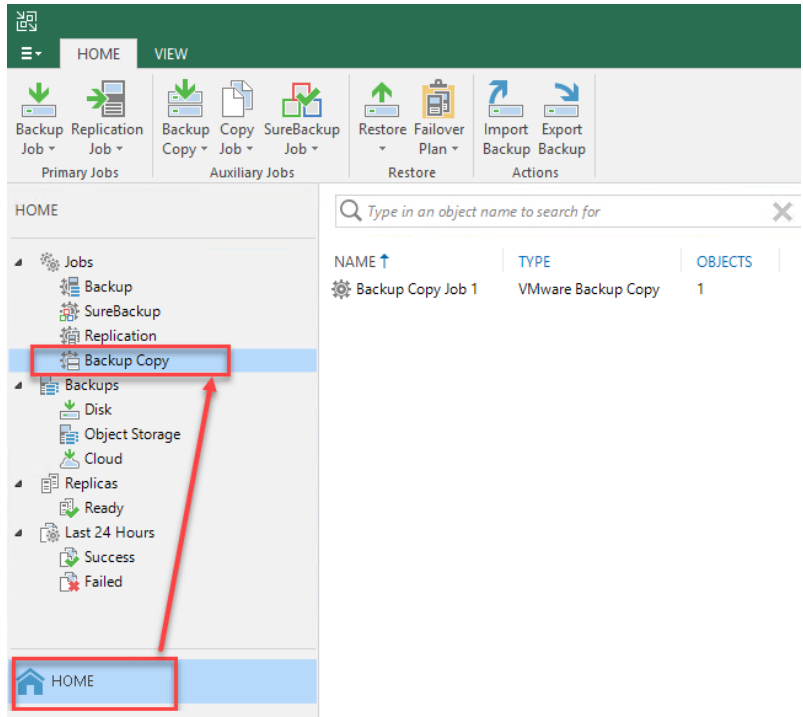 HOME VIEW
Backup Replication Backup Copy SureBackup Restore Failover Import Export
Job Job Copy Job Job Plan Backup Backup
Primary Jobs Auxiliary Jobs Restore Actions
HOME
Type in an object name to search for
Jobs
Backup
SureBackup
Replication
Backup Copy
Backups
Disk
Object Storage
Cloud
Replicas
Ready
Last 24 Hours
Success
Failed
HOME
NAME TYPE OBJECTS
Backup Copy Job 1 VMware Backup Copy 1